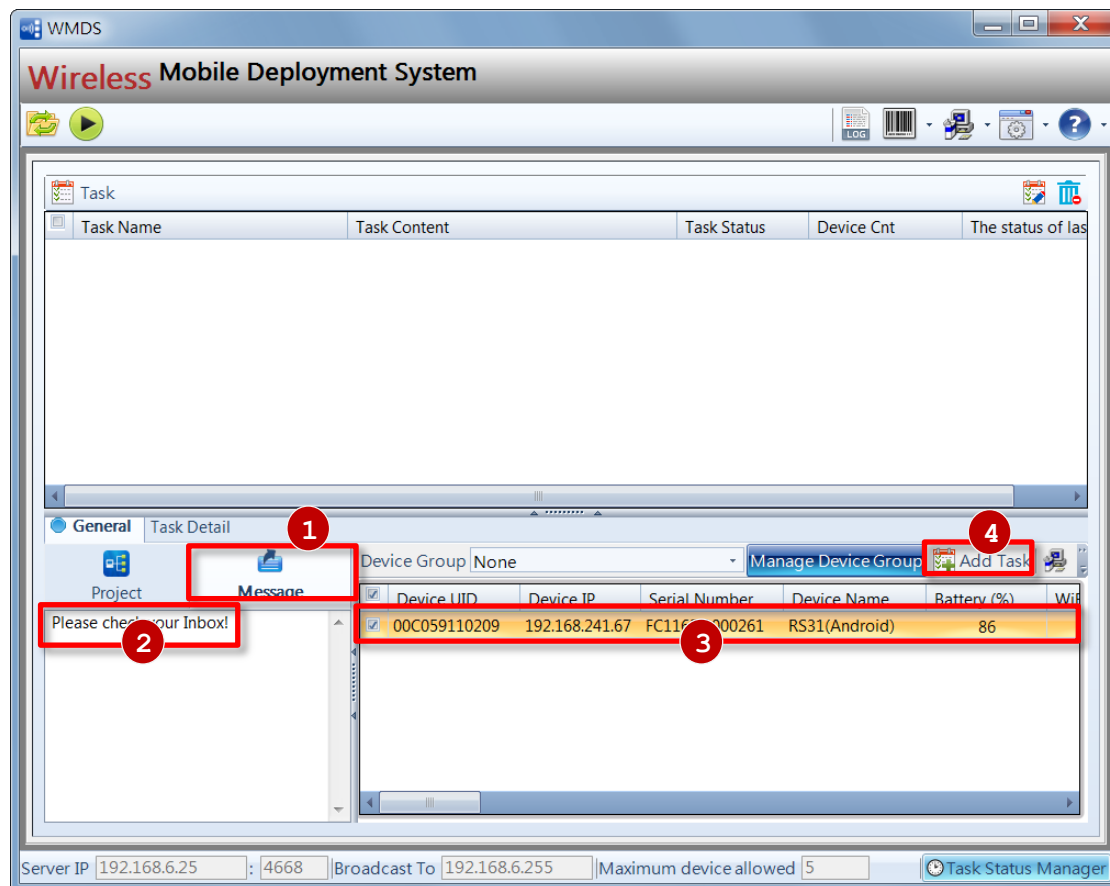 WMDS
Wireless Mobile Deployment System
LOG
?
Task
Task Name Task Content Task Status Device Cnt The status of las
General Task Detail
1
4
Device Group None Manage Device Group Add Task
Project Message
Device UID Device IP Serial Number Device Name Battery (%) WiF
Please check your Inbox!
00C059110209 192.168.241.67 RS31(Android) 86
2
3
Server IP 192.168.6.25 : 4668 Broadcast To 192.168.6.255 Maximum device allowed 5 Task Status Manager